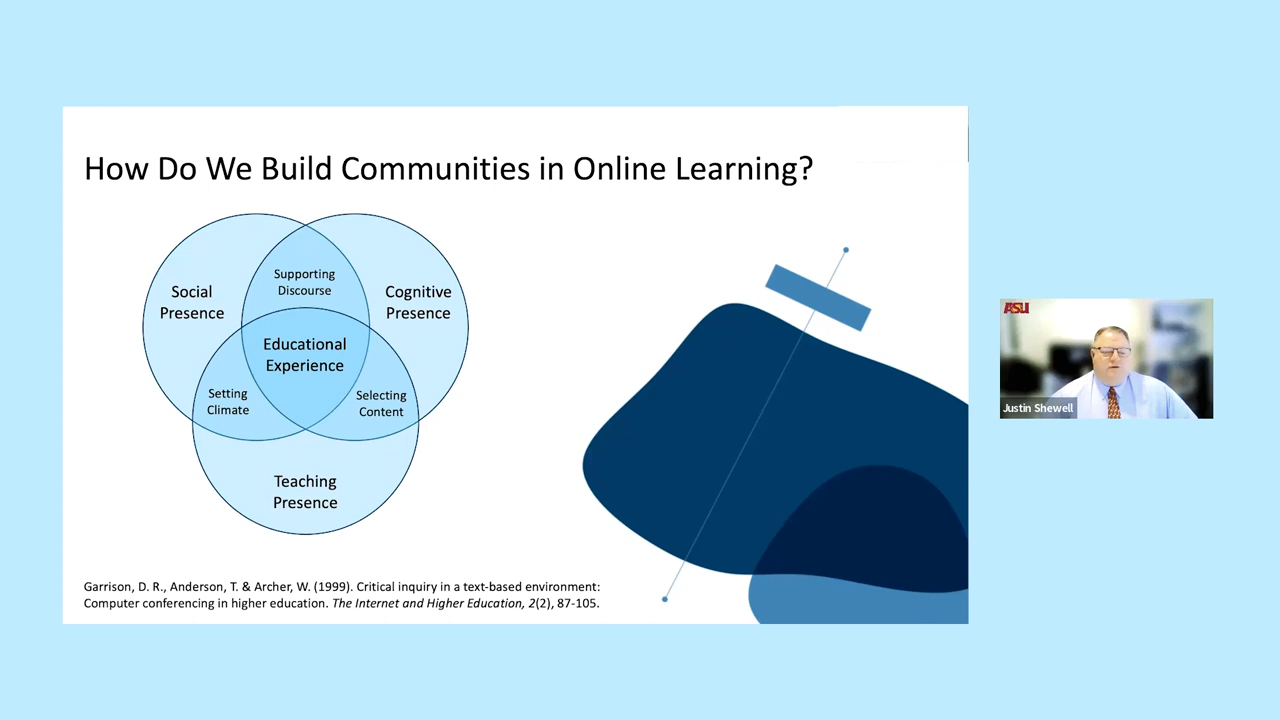 How Do We Build Communities in Online Learning?
Supporting
Discourse
Social
Presence
Cognitive
Presence
Educational
Experience
Setting
Climate
Selecting
Content
Teaching
Presence
Garrison, D. R., Anderson, T. & Archer, W. (1999). Critical inquiry in a text-based environment:
Computer conferencing in higher education. The Internet and Higher Education, 2(2), 87-105.
ASU
Justin Shewell